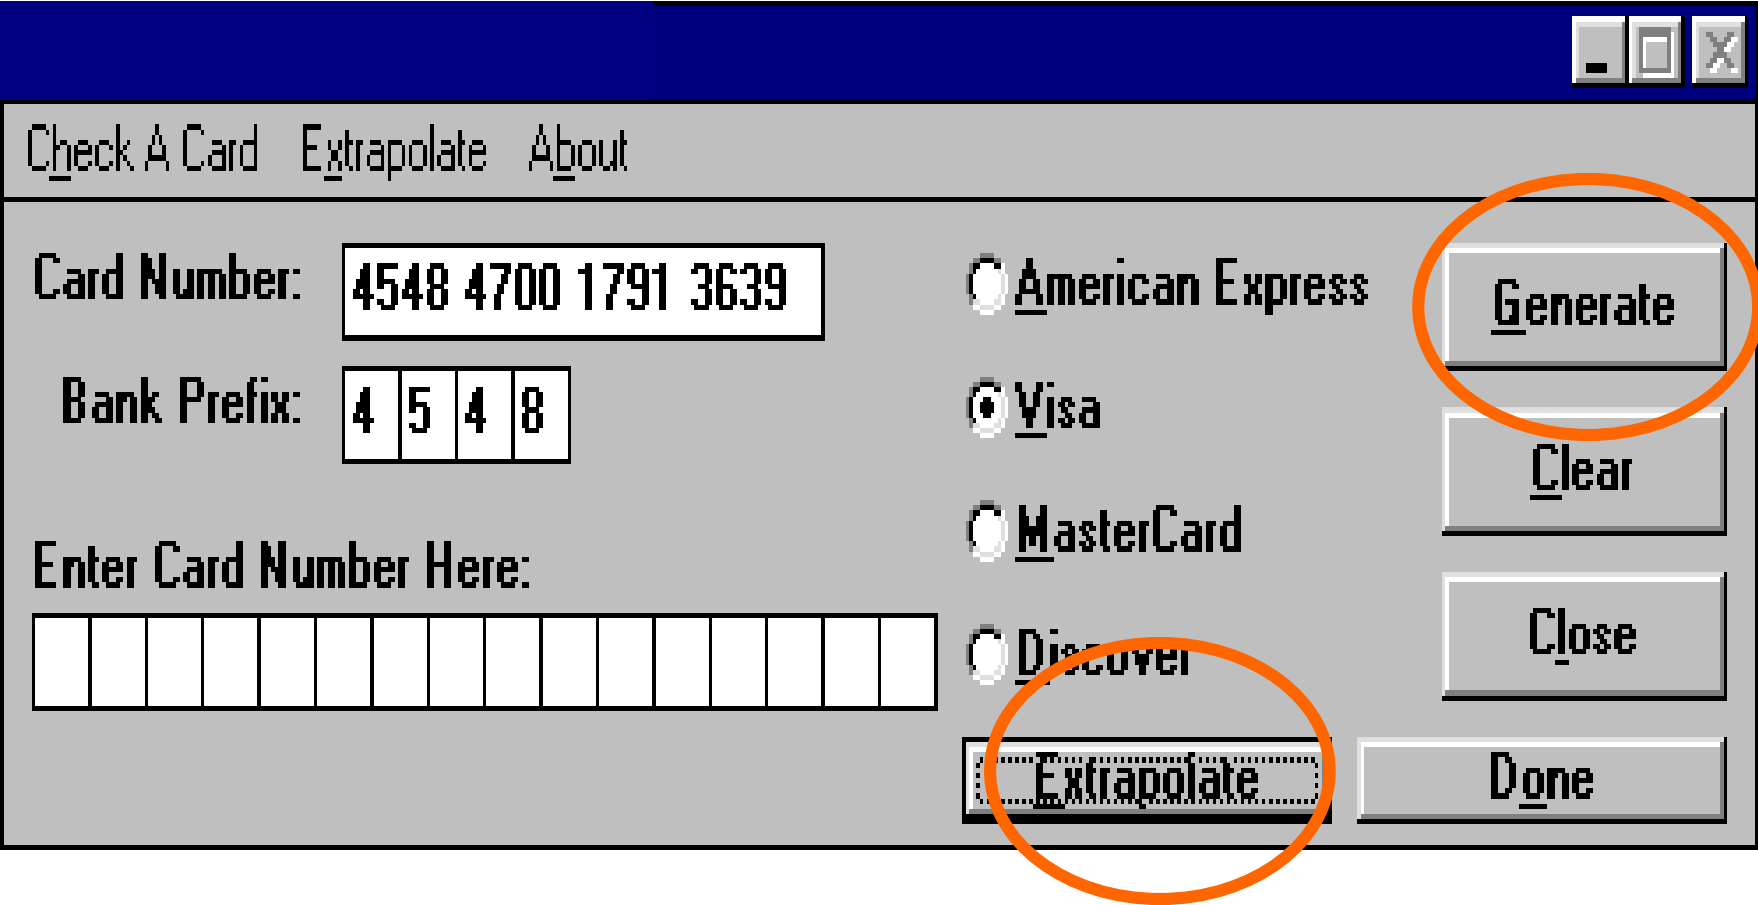 Check A Card Extrapolate About
Card Number: 4548 4700 1791 3639
Bank Prefix: 4 5 4 8
Enter Card Number Here:
American Express
Visa
MasterCard
Discover
Generate
Clear
Close
Extrapolate
Done